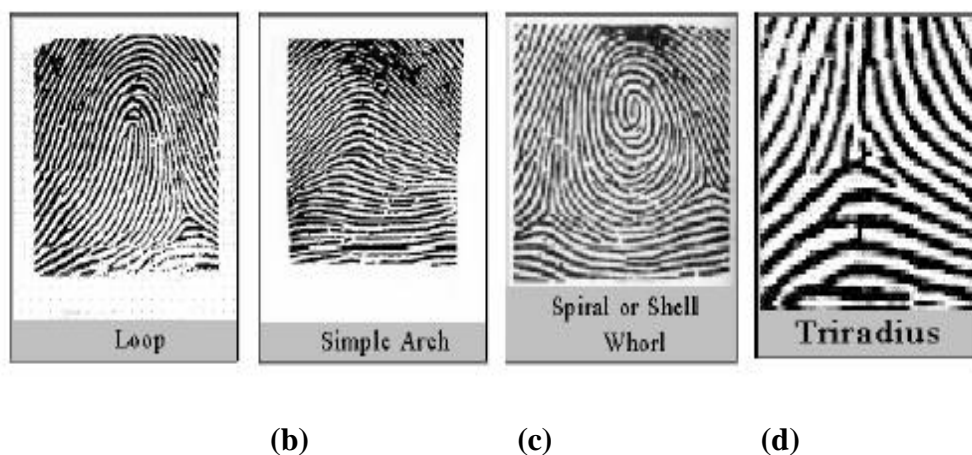 Loop
Simple Arch
Spiral or Shell
Whorl
Triradius
(b) (c) (d)